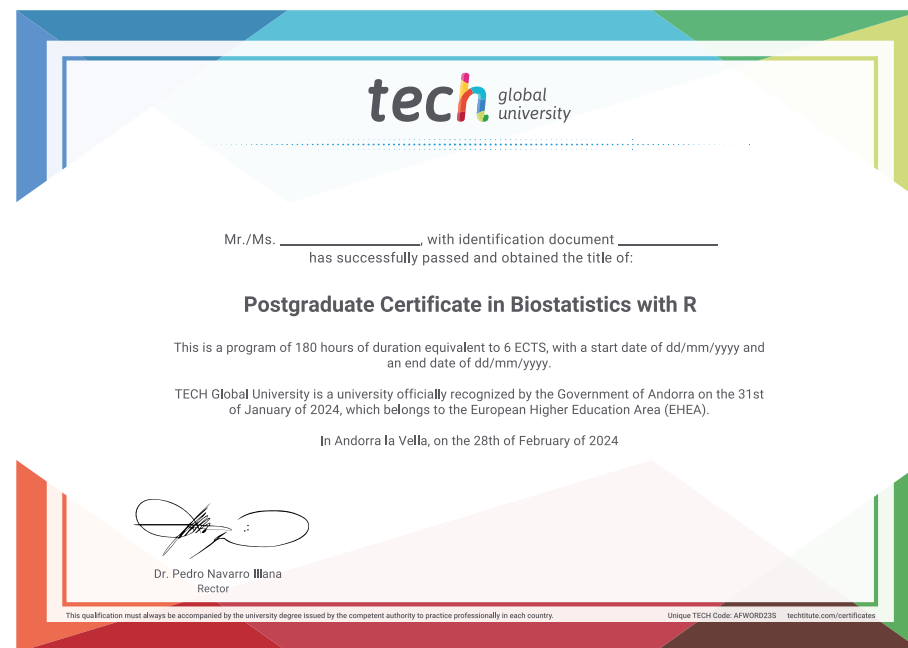 tech global
university
Mr./Ms. ____________, with identification document ____________
has successfully passed and obtained the title of:
Postgraduate Certificate in Biostatistics with R
This is a program of 180 hours of duration equivalent to 6 ECTS, with a start date of dd/mm/yyyy and
an end date of dd/mm/yyyy.
TECH Global University is a university officially recognized by the Government of Andorra on the 31st
of January of 2024, which belongs to the European Higher Education Area (EHEA).
In Andorra la Vella, on the 28th of February of 2024
Dr. Pedro Navarro Illana
Rector
This qualification must always be accompanied by the university degree issued by the competent authority to practice professionally in each country.
Unique TECH Code: AFWORD23S techtitute.com/certificates